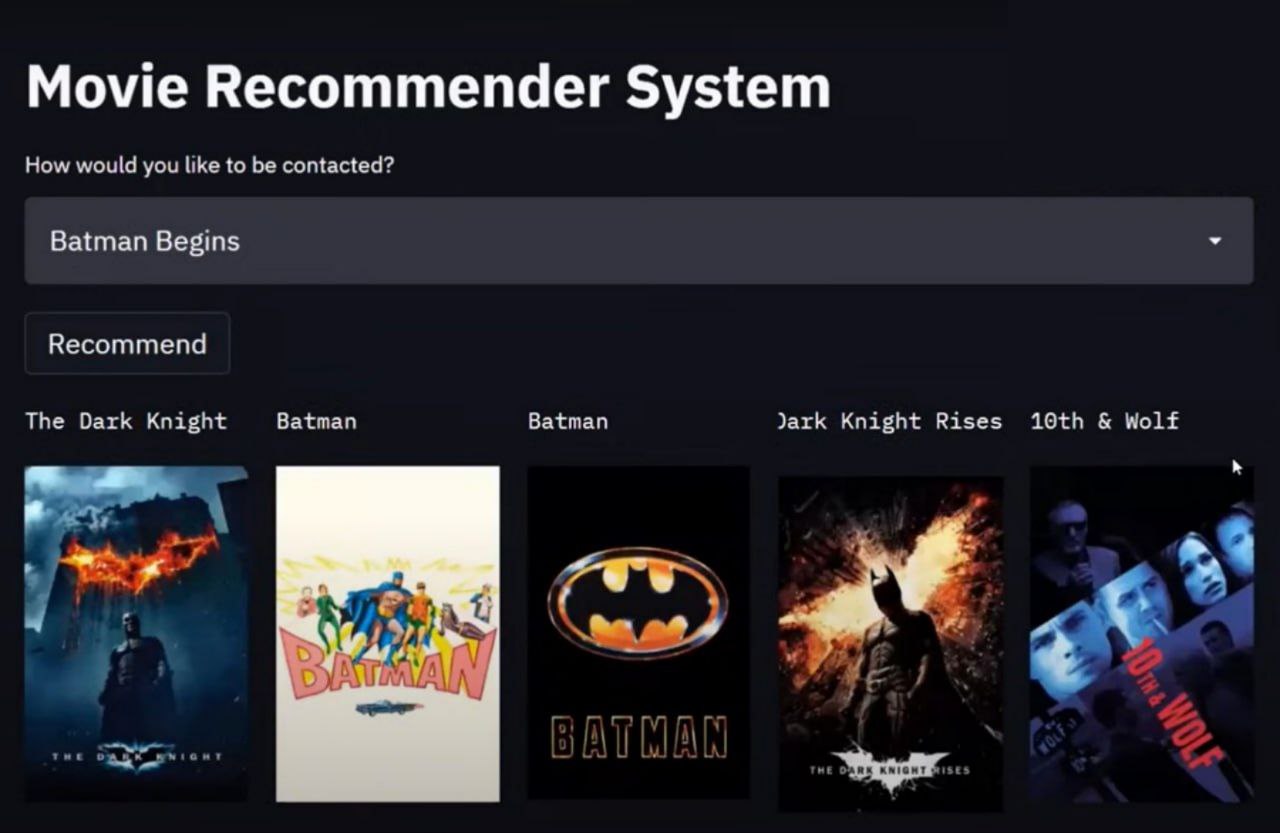 Movie Recommender System
How would you like to be contacted?
Batman Begins
Recommend
The Dark Knight
Batman
Batman
Dark Knight Rises
10th & Wolf
THE DARK KNIGHT
BATMAN
BATMAN
THE DARK KNIGHT RISES
10TH & WOLF